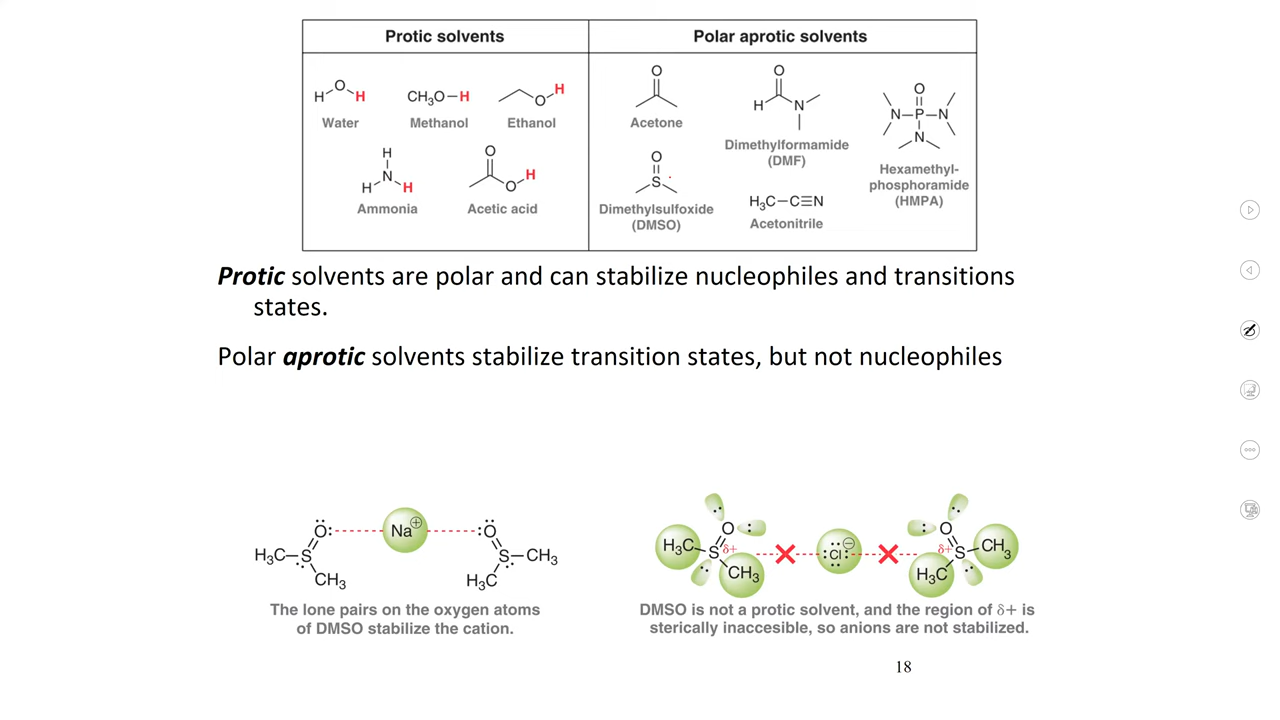 Protic solvents
Polar aprotic solvents
H O H
Water
CH₃O–H
Methanol
O H
Ethanol
H
N
H H
Ammonia
O
O H
Acetic acid
O
Acetone
O
H N
Dimethylformamide
(DMF)
O
N–P–N
N
Hexamethyl-
phosphoramide
(HMPA)
O
S
Dimethylsulfoxide
(DMSO)
H₃C–C≡N
Acetonitrile
Protic solvents are polar and can stabilize nucleophiles and transitions
states.
Polar aprotic solvents stabilize transition states, but not nucleophiles
O Na⊕ O
H₃C–S S–CH₃
CH₃ H₃C
The lone pairs on the oxygen atoms
of DMSO stabilize the cation.
O O
H₃C S δ+ Cl ⊖ δ+ S CH₃
CH₃ H₃C
DMSO is not a protic solvent, and the region of δ+ is
sterically inaccesible, so anions are not stabilized.
18